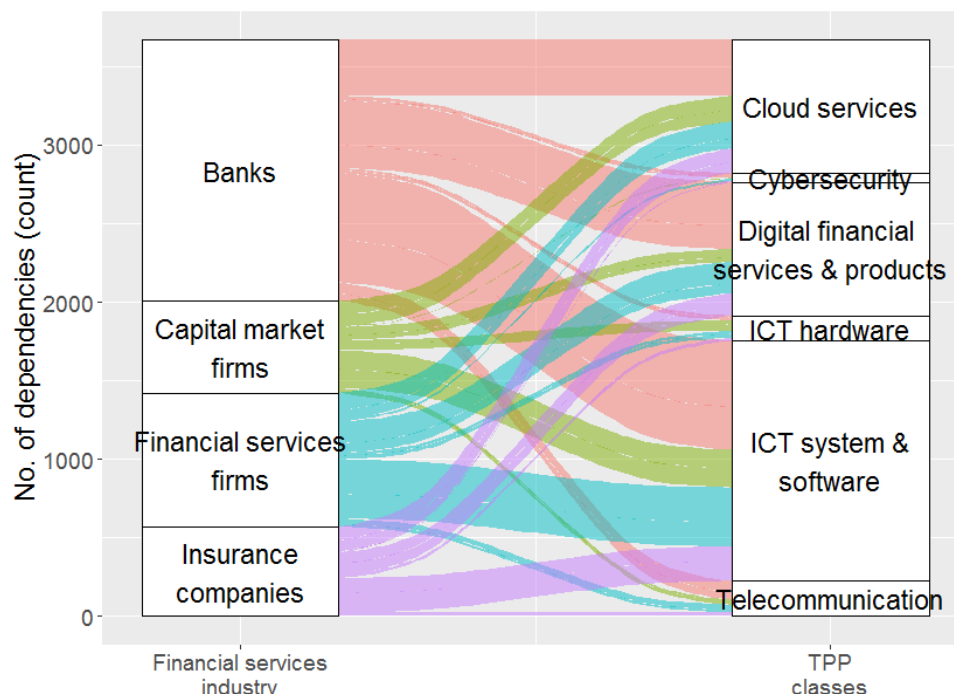 No. of dependencies (count)
3000
2000
1000
0
Banks
Capital market
firms
Financial services
firms
Insurance
companies
Cloud services
Cybersecurity
Digital financial
services & products
ICT hardware
ICT system &
software
Telecommunication
Financial services
industry
TPP
classes